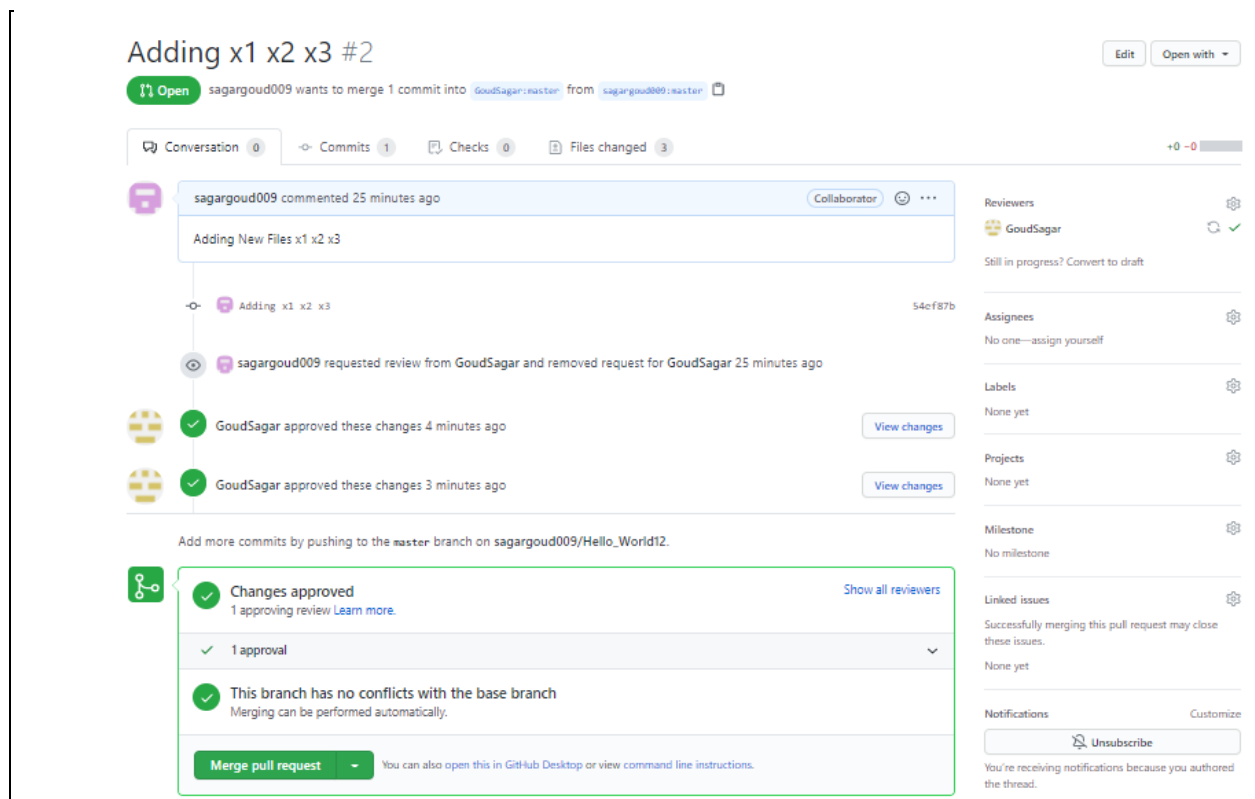 Adding x1 x2 x3 #2
Edit
Open with
Open
sagargoud009 wants to merge 1 commit into GoudSagar:master from sagargoud009:master
Conversation 0
Commits 1
Checks 0
Files changed 3
+0 −0
sagargoud009 commented 25 minutes ago
Collaborator
Adding New Files x1 x2 x3
Adding x1 x2 x3
54ef87b
sagargoud009 requested review from GoudSagar and removed request for GoudSagar 25 minutes ago
GoudSagar approved these changes 4 minutes ago
View changes
GoudSagar approved these changes 3 minutes ago
View changes
Add more commits by pushing to the master branch on sagargoud009/Hello_World12.
Changes approved
1 approving review Learn more.
Show all reviewers
1 approval
This branch has no conflicts with the base branch
Merging can be performed automatically.
Merge pull request
You can also open this in GitHub Desktop or view command line instructions.
Reviewers
GoudSagar
Still in progress? Convert to draft
Assignees
No one—assign yourself
Labels
None yet
Projects
None yet
Milestone
No milestone
Linked issues
Successfully merging this pull request may close
these issues.
None yet
Notifications
Customize
Unsubscribe
You're receiving notifications because you authored
the thread.